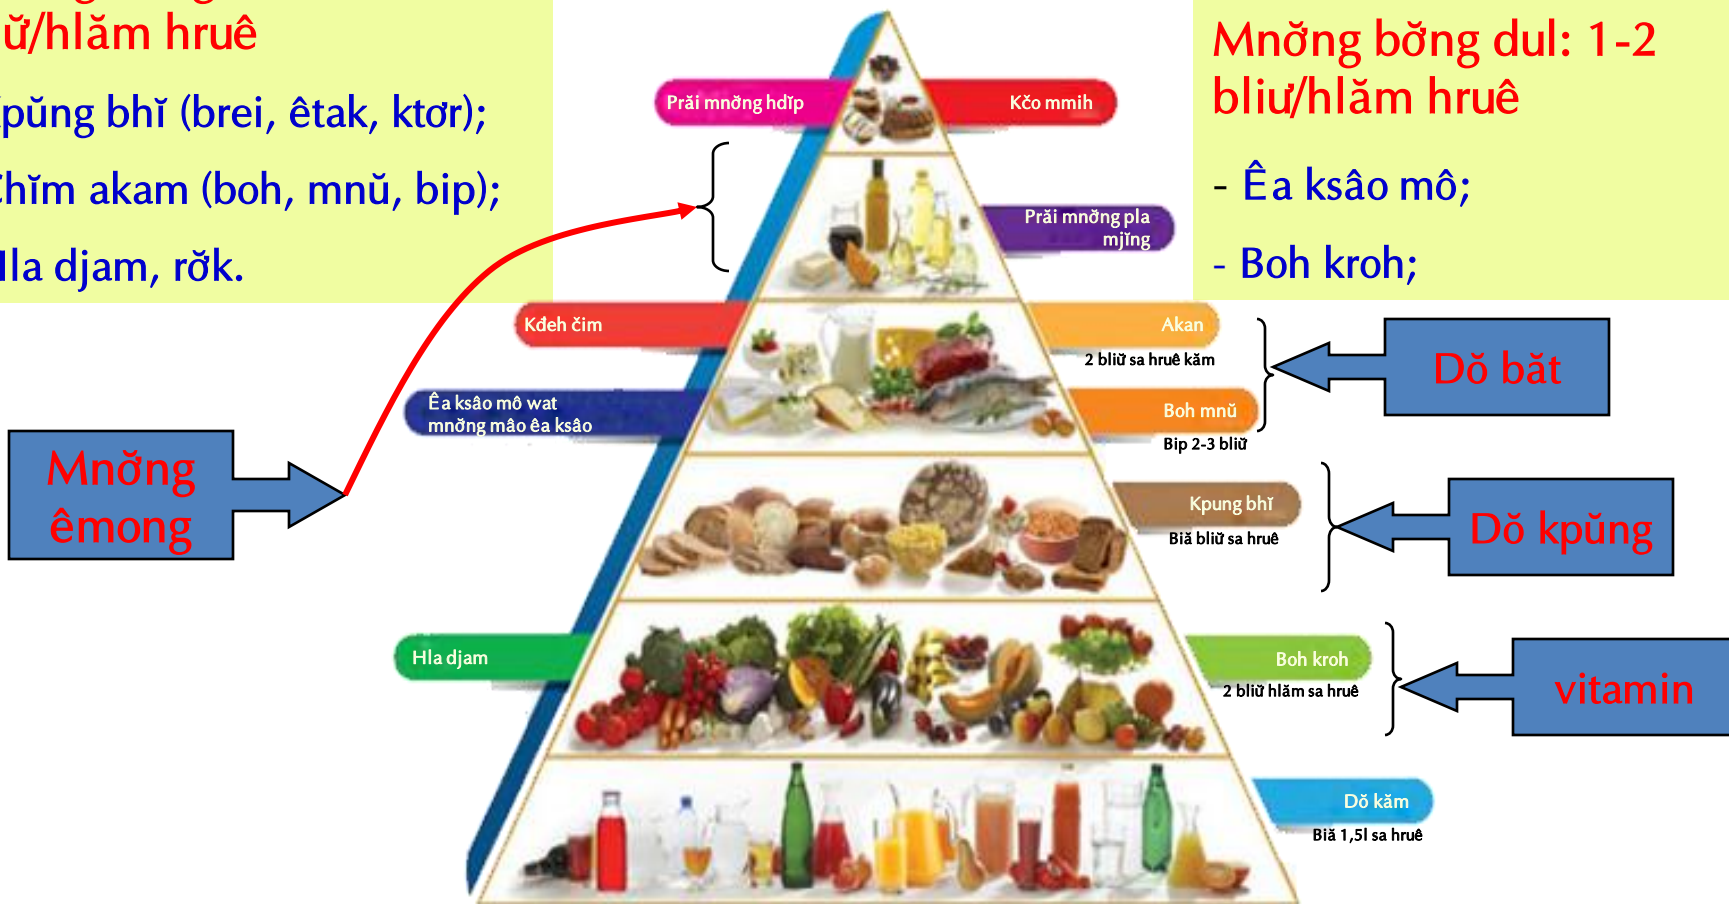 ữ/hlăm hruê
pŭng bhĭ (brei, êtak, ktơr);
Chĭm akam (boh, mnŭ, bip);
Hla djam, rơ̆k.
Mnơ̆ng bơ̆ng dul: 1-2
bliư/hlăm hruê
- Êa ksâo mô;
- Boh kroh;
Prăi mnơ̆ng hdĭp
Kčo mmih
Prăi mnơ̆ng pla
mjĭng
Kđeh čim
Akan
2 bliư̆ sa hruê kăm
Êa ksâo mô wat
mnơ̆ng mâo êa ksâo
Boh mnŭ
Bip 2-3 bliư̆
Dŏ băt
Mnơ̆ng
êmong
Kpung bhĭ
Biă bliư̆ sa hruê
Dŏ kpŭng
Hla djam
Boh kroh
2 bliư̆ hlăm sa hruê
vitamin
Dŏ kăm
Biă 1,5l sa hruê